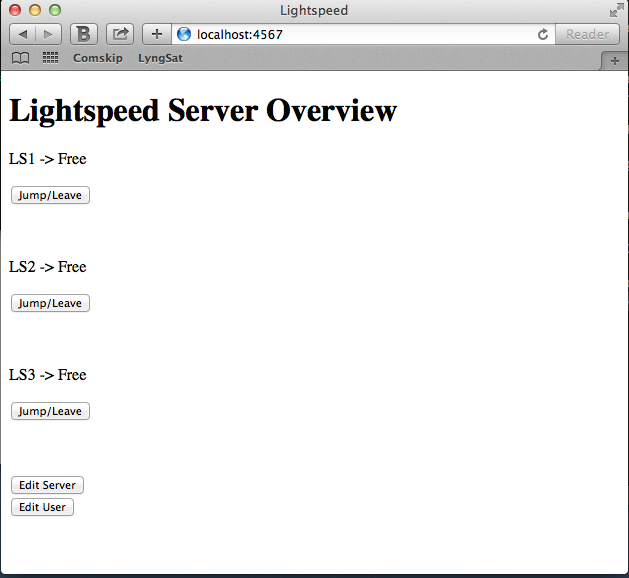 Lightspeed
B
localhost:4567
Reader
Comskip LyngSat
Lightspeed Server Overview
LS1 -> Free
Jump/Leave
LS2 -> Free
Jump/Leave
LS3 -> Free
Jump/Leave
Edit Server
Edit User